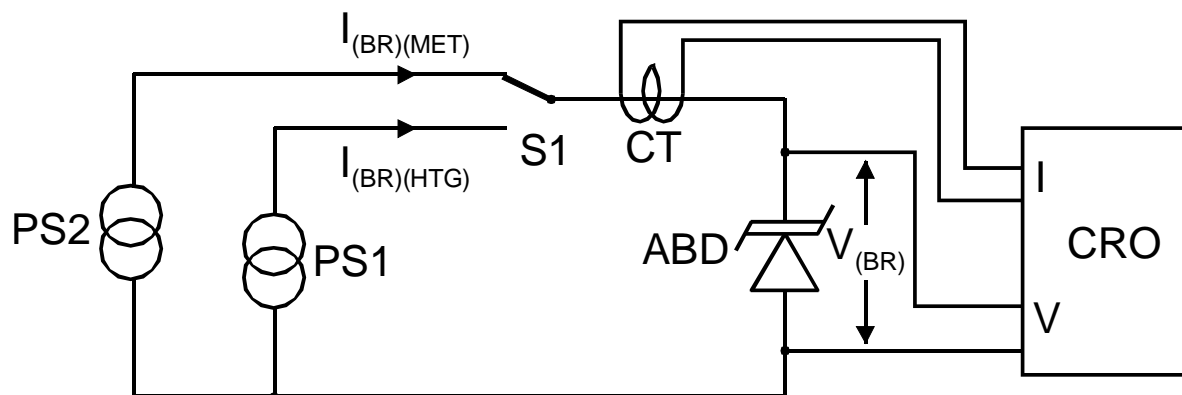 I(BR)(MET)
I(BR)(HTG)
S1
CT
PS2
PS1
ABD
V(BR)
I
CRO
V